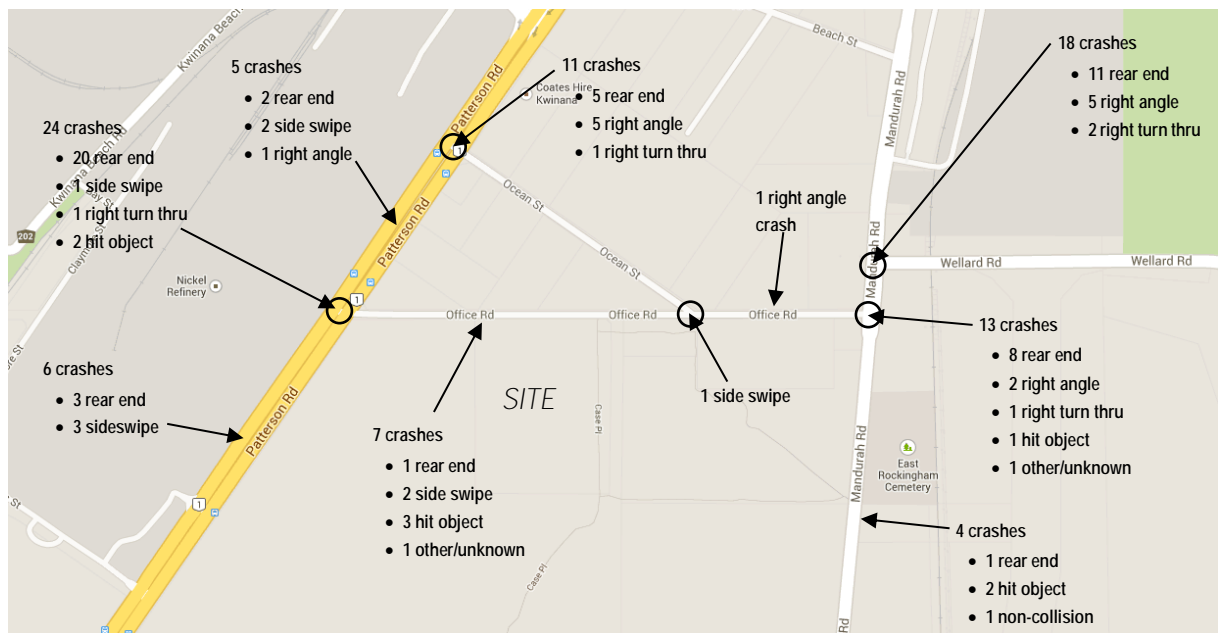 Kwinana Beach
Beach St
18 crashes
• 11 rear end
• 5 right angle
• 2 right turn thru
5 crashes
• 2 rear end
• 2 side swipe
• 1 right angle
11 crashes
Coates Hire
Kwinana
• 5 rear end
• 5 right angle
• 1 right turn thru
Patterson Rd
1
Mandurah Rd
24 crashes
• 20 rear end
• 1 side swipe
• 1 right turn thru
• 2 hit object
Kwinana Beach Rd
202
Nickel
Refinery
Patterson Rd
1
Ocean St
Ocean St
1 right angle
crash
Mandurah Rd
Wellard Rd
Wellard Rd
Office Rd
Office Rd
Office Rd
13 crashes
• 8 rear end
• 2 right angle
• 1 right turn thru
• 1 hit object
• 1 other/unknown
6 crashes
• 3 rear end
• 3 sideswipe
Patterson Rd
1
SITE
1 side swipe
Case Pl
7 crashes
• 1 rear end
• 2 side swipe
• 3 hit object
• 1 other/unknown
Mandurah Rd
East
Rockingham
Cemetery
4 crashes
• 1 rear end
• 2 hit object
• 1 non-collision
Case Pl
Rd